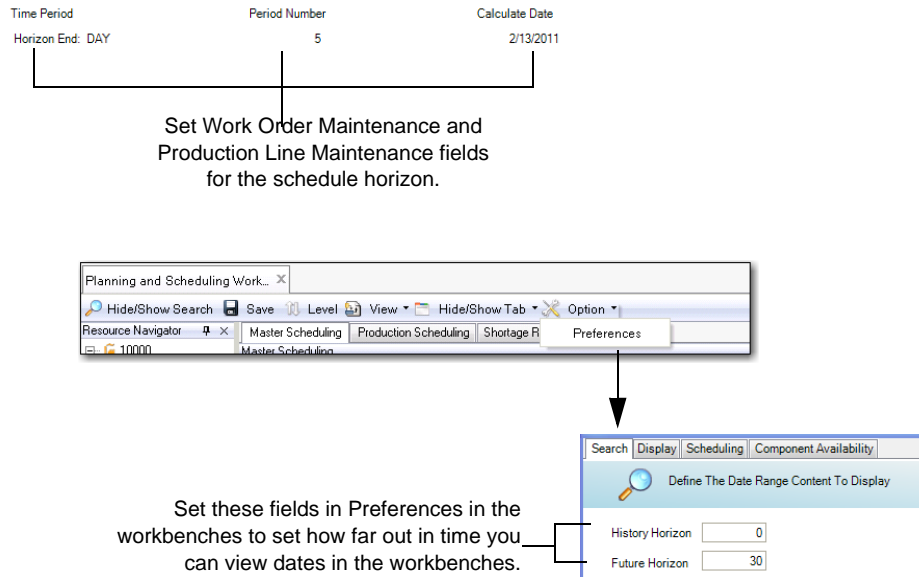 Time Period Period Number Calculate Date
Horizon End: DAY 5 2/13/2011
Set Work Order Maintenance and
Production Line Maintenance fields
for the schedule horizon.
Planning and Scheduling Work...
Hide/Show Search Save Level View Hide/Show Tab Option
Resource Navigator Master Scheduling Production Scheduling Shortage R Preferences
10000 Master Scheduling
Search Display Scheduling Component Availability
Define The Date Range Content To Display
Set these fields in Preferences in the
workbenches to set how far out in time you
can view dates in the workbenches.
History Horizon 0
Future Horizon 30